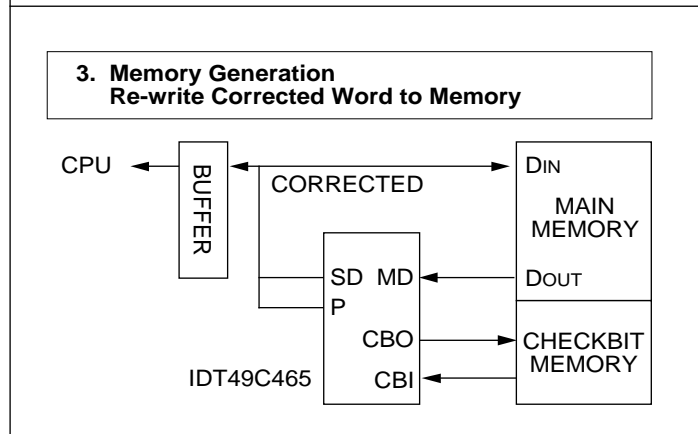 3. Memory Generation
Re-write Corrected Word to Memory
CPU
BUFFER
CORRECTED
DIN
MAIN
MEMORY
SD MD
DOUT
P
CBO
CHECKBIT
MEMORY
IDT49C465
CBI